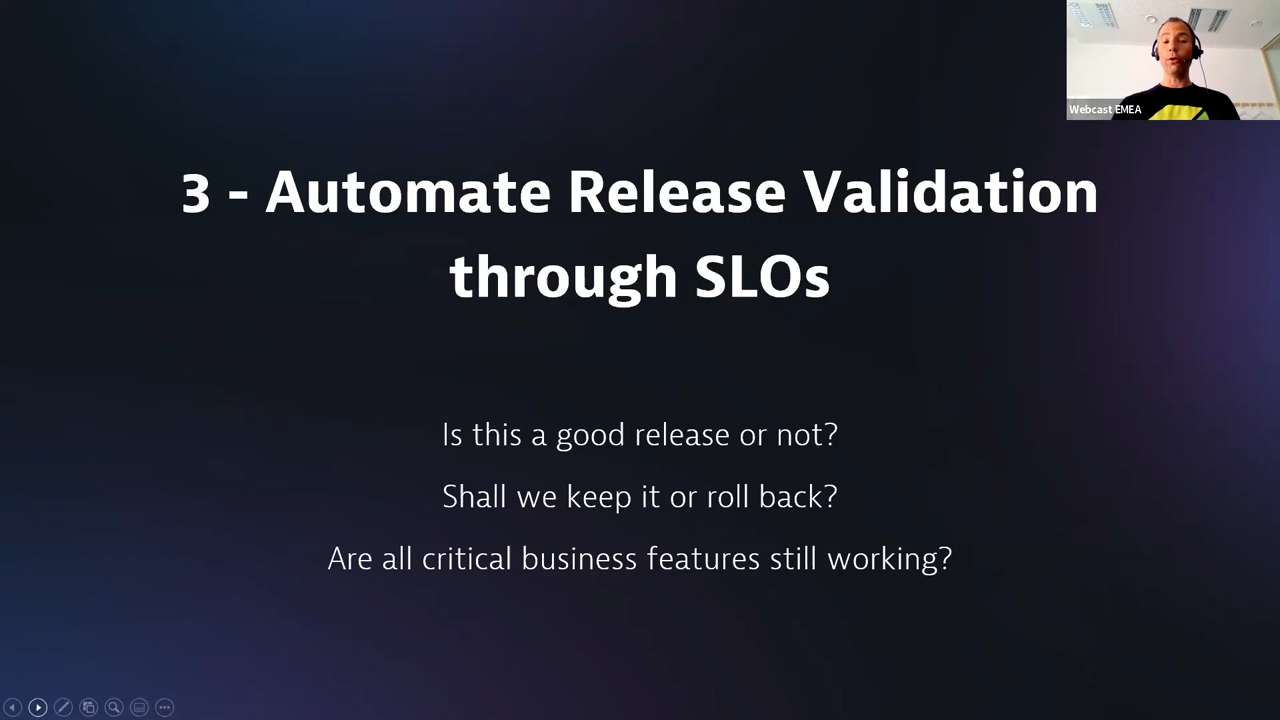 Webcast EMEA
3 - Automate Release Validation
through SLOs
Is this a good release or not?
Shall we keep it or roll back?
Are all critical business features still working?